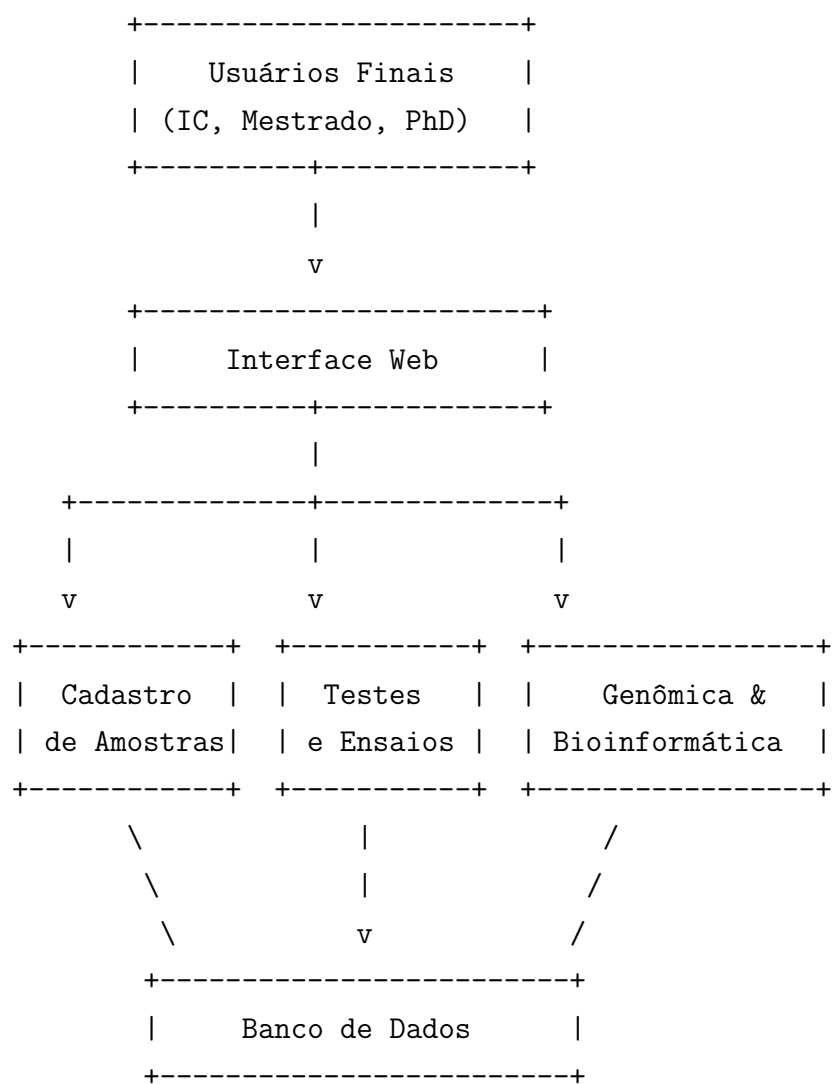 Usuários Finais
(IC, Mestrado, PhD)
v
Interface Web
v v v
Cadastro
de Amostras
Testes
e Ensaios
Genômica &
Bioinformática
v
Banco de Dados